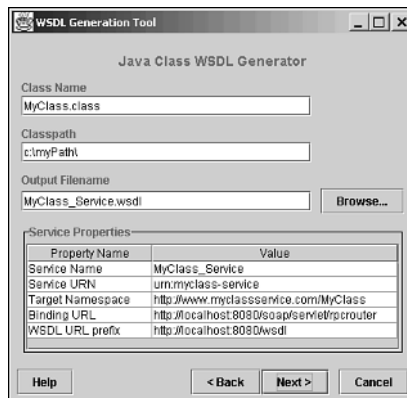 WSDL Generation Tool
Java Class WSDL Generator
Class Name
MyClass.class
Classpath
c:\myPath\
Output Filename
MyClass_Service.wsdl
Browse...
Service Properties
Property Name Value
Service Name MyClass_Service
Service URN urn:myclass-service
Target Namespace http://www.myclassservice.com/MyClass
Binding URL http://localhost:8080/soap/servlet/rpcrouter
WSDL URL prefix http://localhost:8080/wsdl
Help < Back Next > Cancel